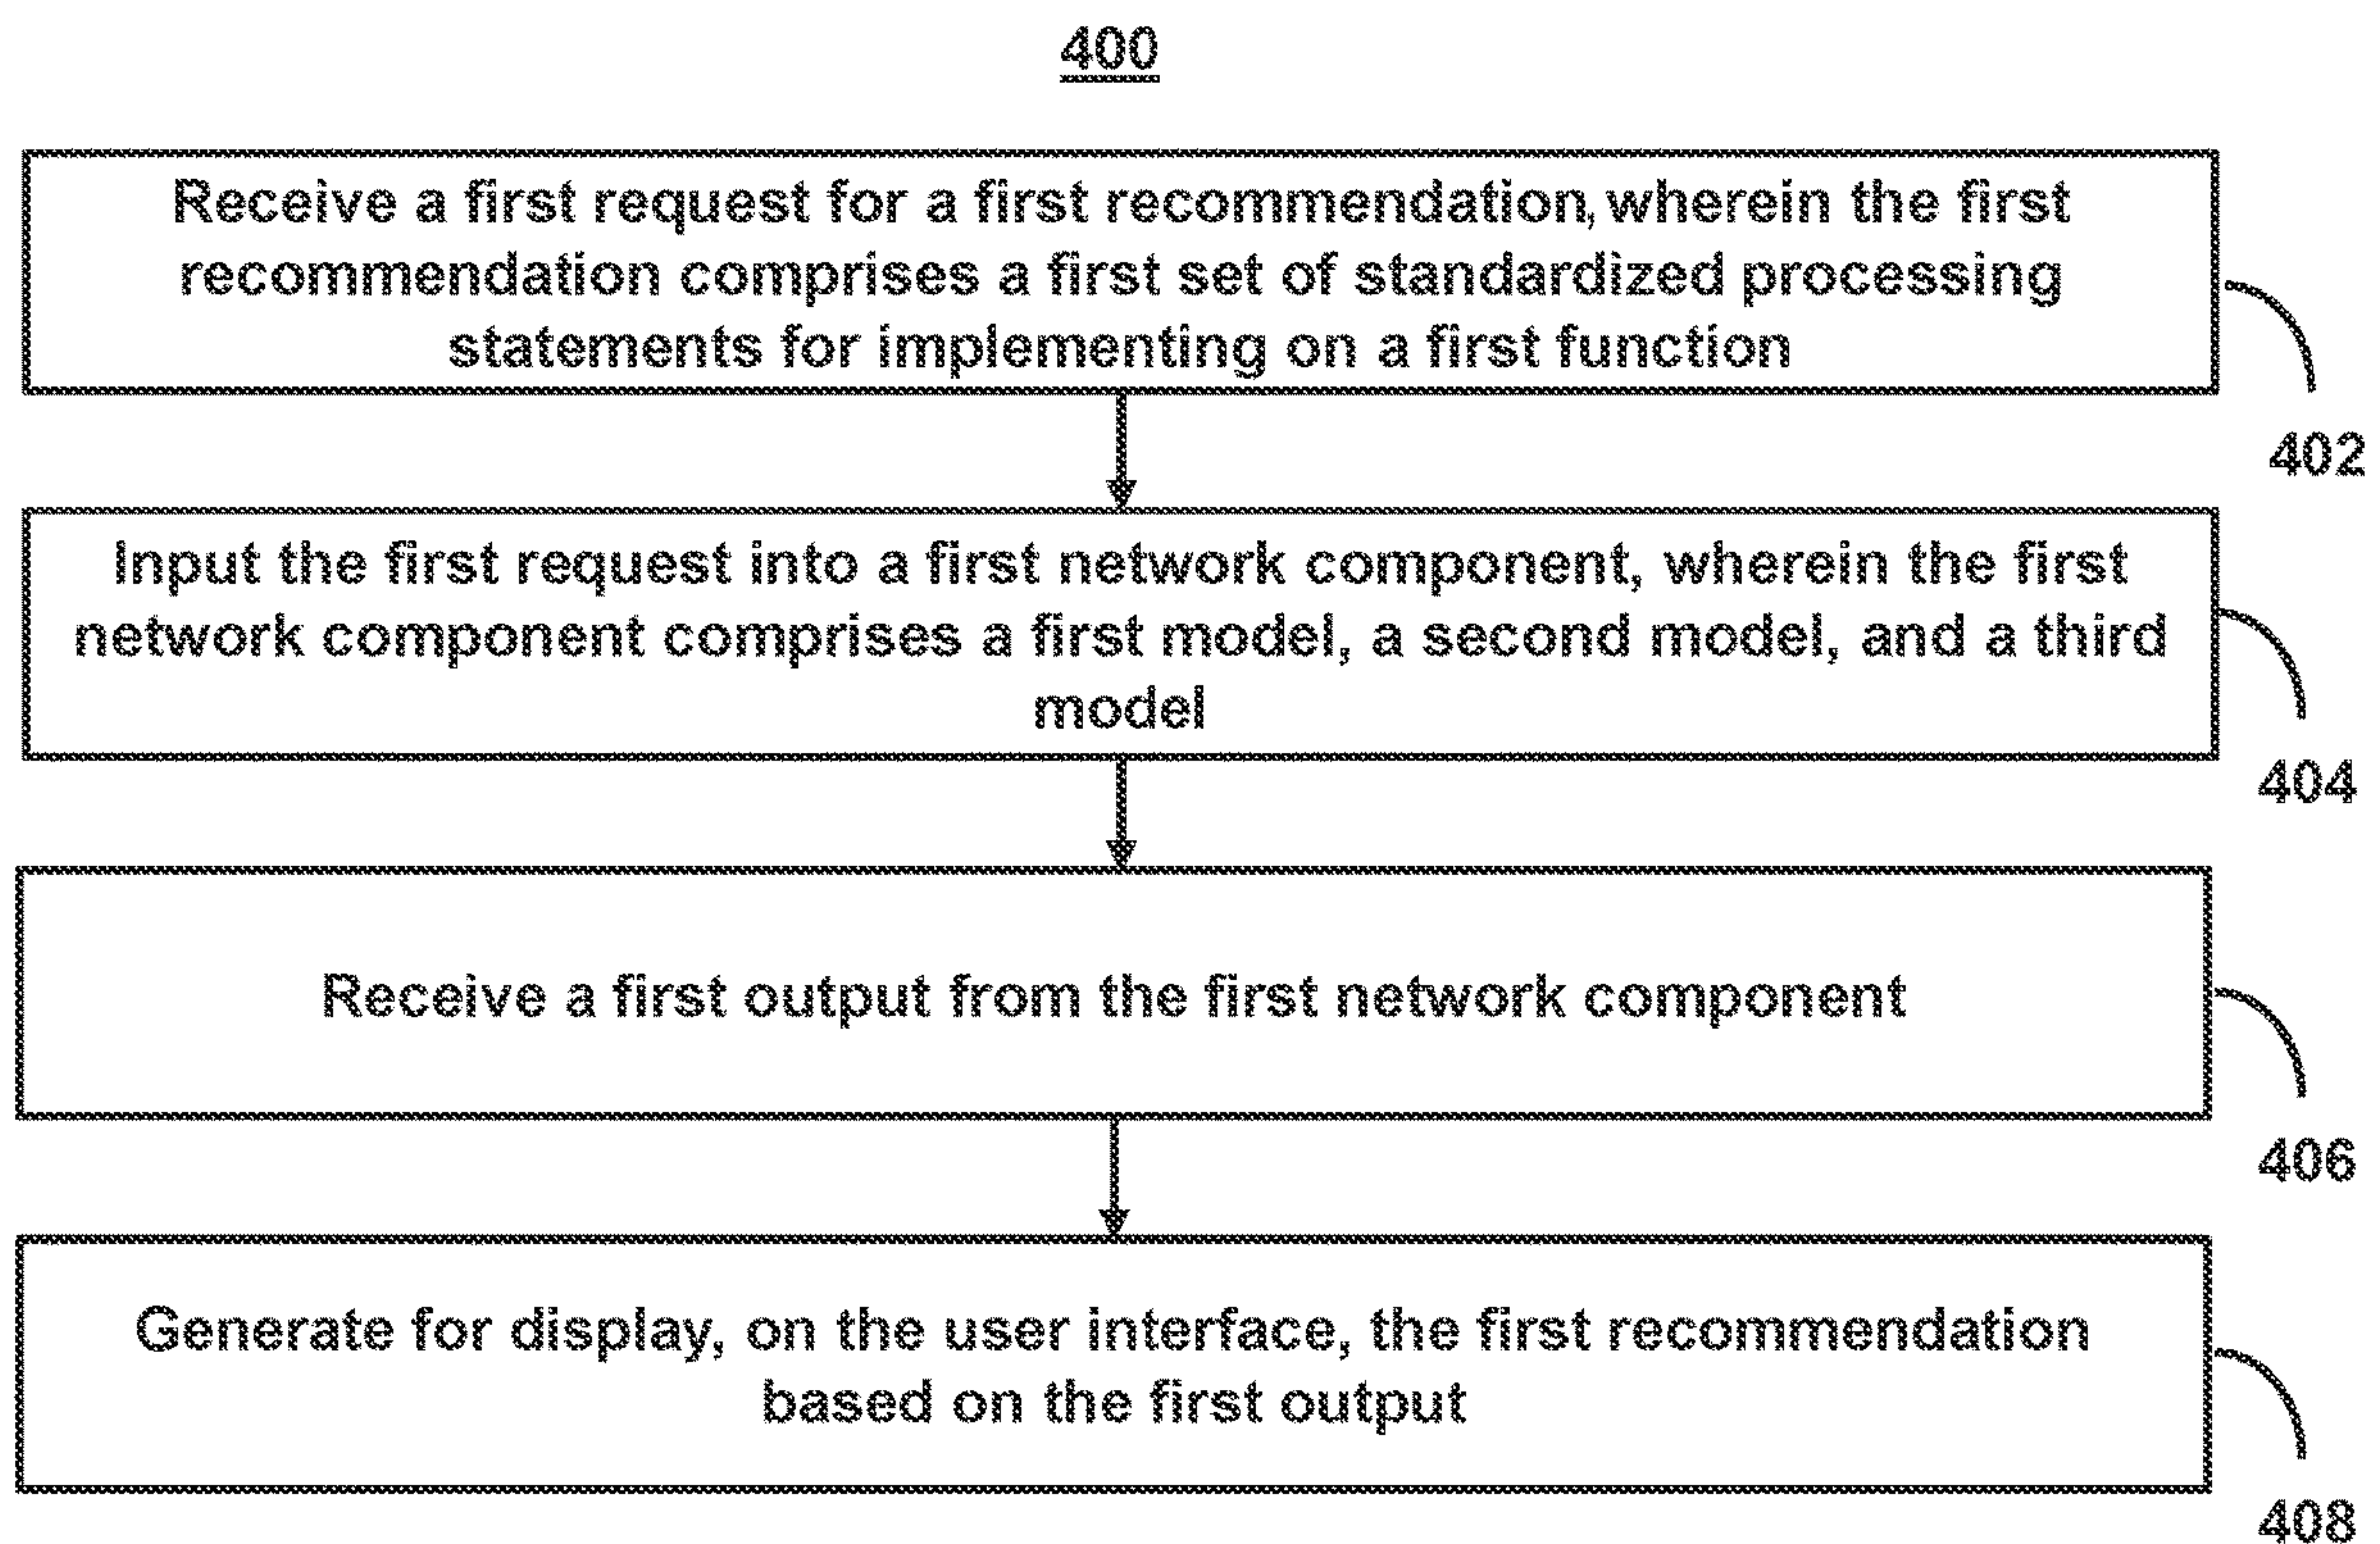 400
Receive a first request for a first recommendation, wherein the first
recommendation comprises a first set of standardized processing
statements for implementing on a first function
402
Input the first request into a first network component, wherein the first
network component comprises a first model, a second model, and a third
model
404
Receive a first output from the first network component
406
Generate for display, on the user interface, the first recommendation
based on the first output
408